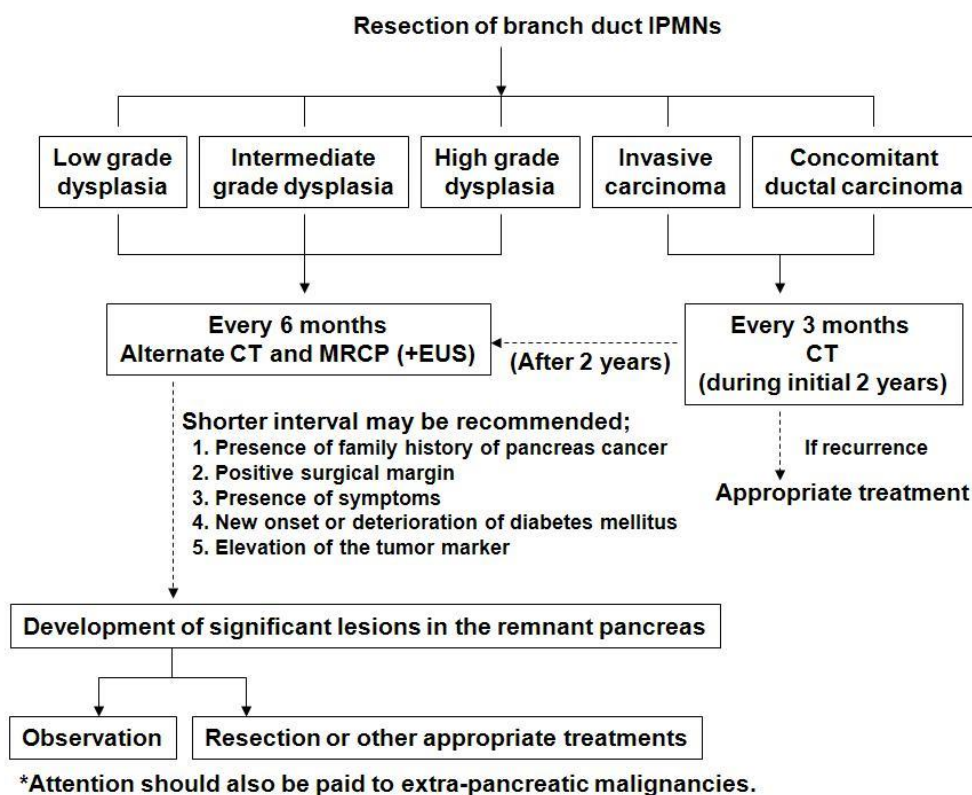 Resection of branch duct IPMNs
Low grade
dysplasia
Intermediate
grade dysplasia
High grade
dysplasia
Invasive
carcinoma
Concomitant
ductal carcinoma
Every 6 months
Alternate CT and MRCP (+EUS)
(After 2 years)
Every 3 months
CT
(during initial 2 years)
Shorter interval may be recommended;
1. Presence of family history of pancreas cancer
2. Positive surgical margin
3. Presence of symptoms
4. New onset or deterioration of diabetes mellitus
5. Elevation of the tumor marker
If recurrence
Appropriate treatment
Development of significant lesions in the remnant pancreas
Observation
Resection or other appropriate treatments
*Attention should also be paid to extra-pancreatic malignancies.